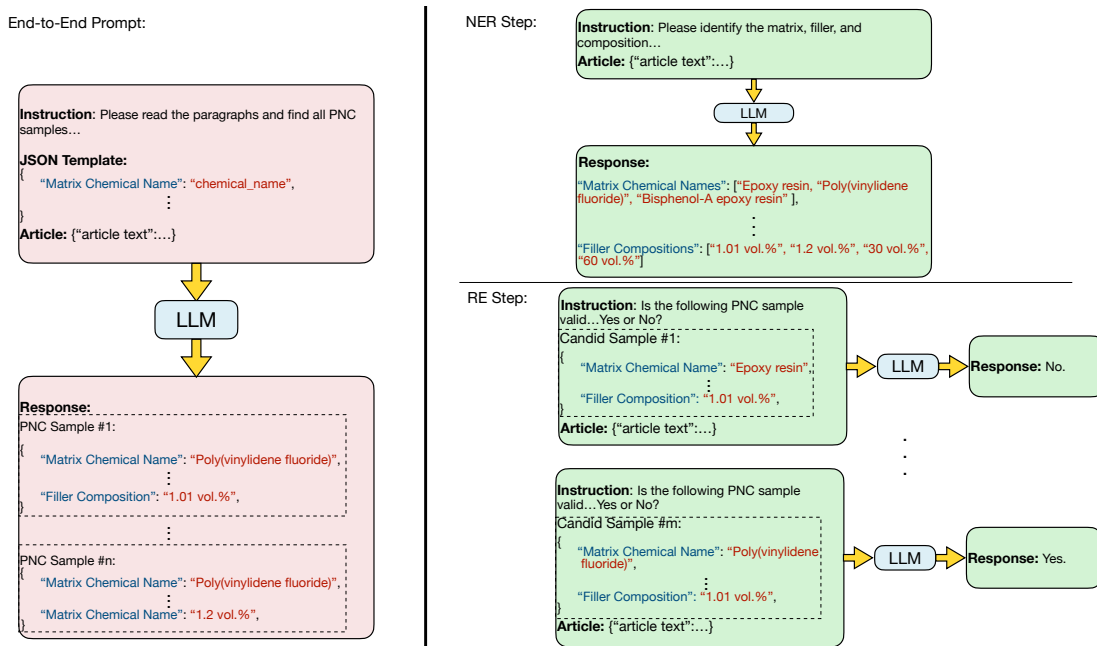 End-to-End Prompt:
Instruction: Please read the paragraphs and find all PNC
samples…
JSON Template:
{
“Matrix Chemical Name”: “chemical_name”,
⋮
}
Article: {“article text”:…}
LLM
Response:
PNC Sample #1:
{
“Matrix Chemical Name”: “Poly(vinylidene fluoride)”,
⋮
“Filler Composition”: “1.01 vol.%”,
}
⋮
PNC Sample #n:
{
“Matrix Chemical Name”: “Poly(vinylidene fluoride)”,
⋮
“Matrix Chemical Name”: “1.2 vol.%”,
}
NER Step:
Instruction: Please identify the matrix, filler, and
composition…
Article: {“article text”:…}
LLM
Response:
“Matrix Chemical Names”: [“Epoxy resin, “Poly(vinylidene
fluoride)”, “Bisphenol-A epoxy resin” ],
⋮
“Filler Compositions”: [“1.01 vol.%”, “1.2 vol.%”, “30 vol.%”,
“60 vol.%”]
RE Step:
Instruction: Is the following PNC sample
valid…Yes or No?
Candid Sample #1:
{
“Matrix Chemical Name”: “Epoxy resin”,
⋮
“Filler Composition”: “1.01 vol.%”,
}
Article: {“article text”:…}
LLM
Response: No.
⋮
Instruction: Is the following PNC sample
valid…Yes or No?
Candid Sample #m:
{
“Matrix Chemical Name”: “Poly(vinylidene
fluoride)”,
⋮
“Filler Composition”: “1.01 vol.%”,
}
Article: {“article text”:…}
LLM
Response: Yes.